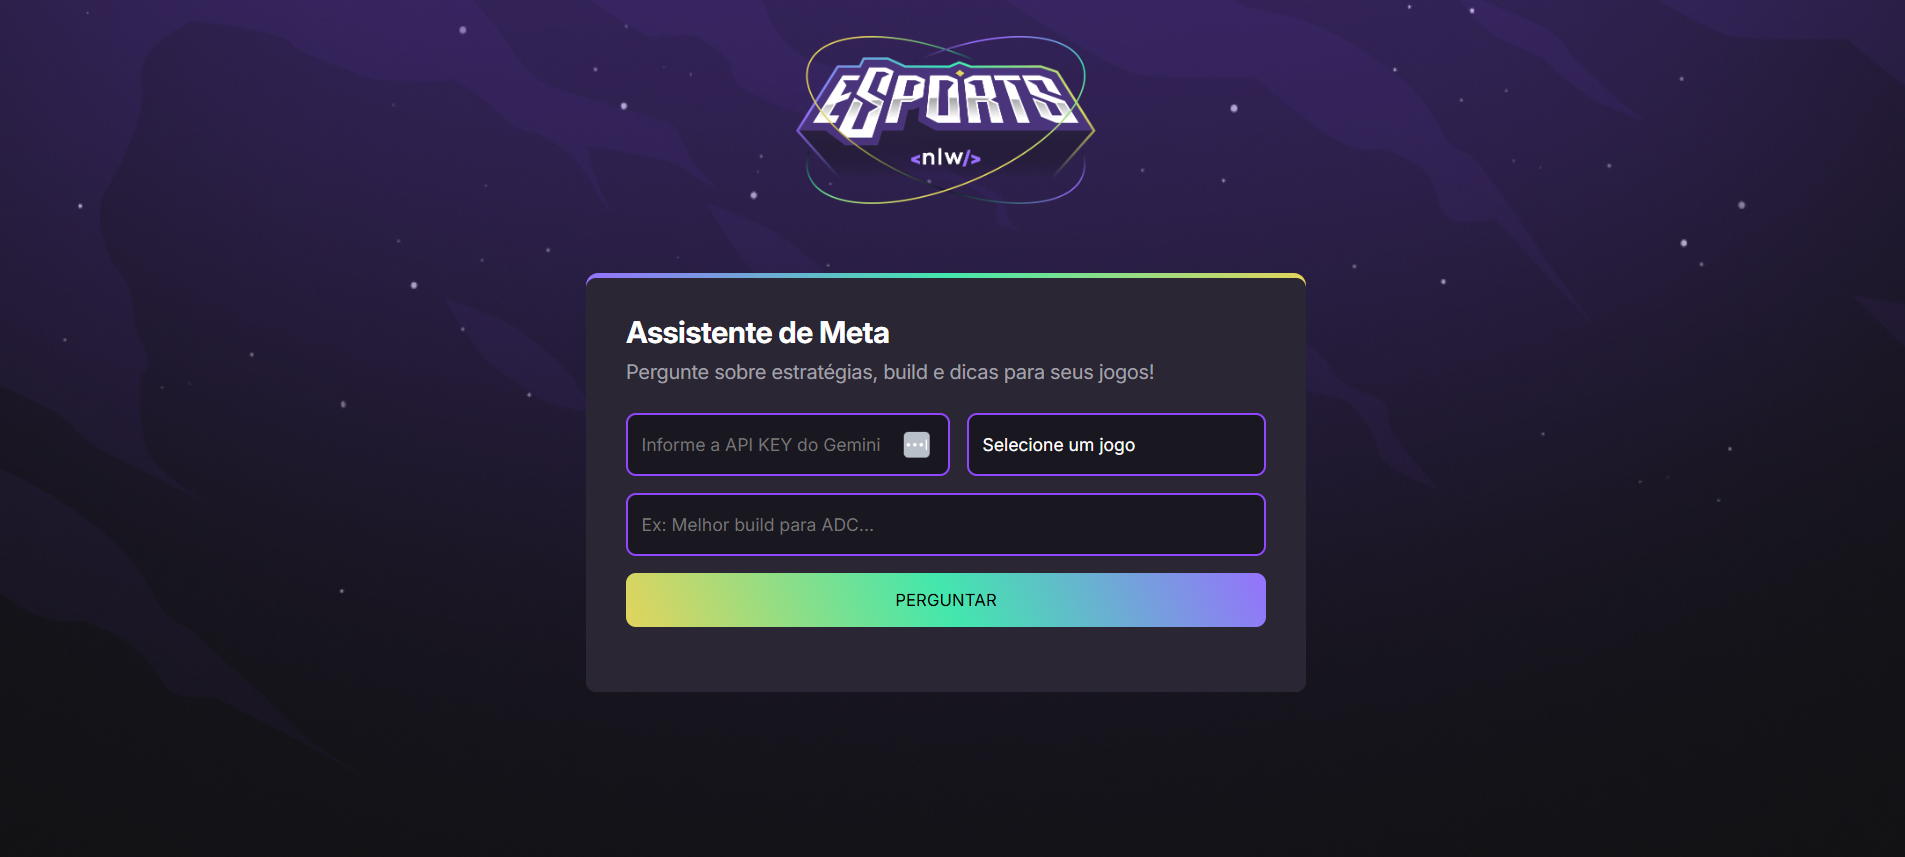 ESPORTS
<nlw/>
Assistente de Meta
Pergunte sobre estratégias, build e dicas para seus jogos!
Informe a API KEY do Gemini
Selecione um jogo
Ex: Melhor build para ADC...
PERGUNTAR